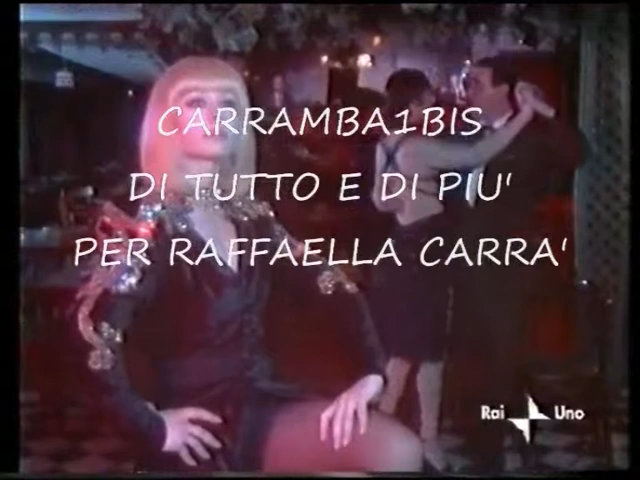 CARRAMBA1BIS
DI TUTTO E DI PIU'
PER RAFFAELLA CARRA'
Rai Uno